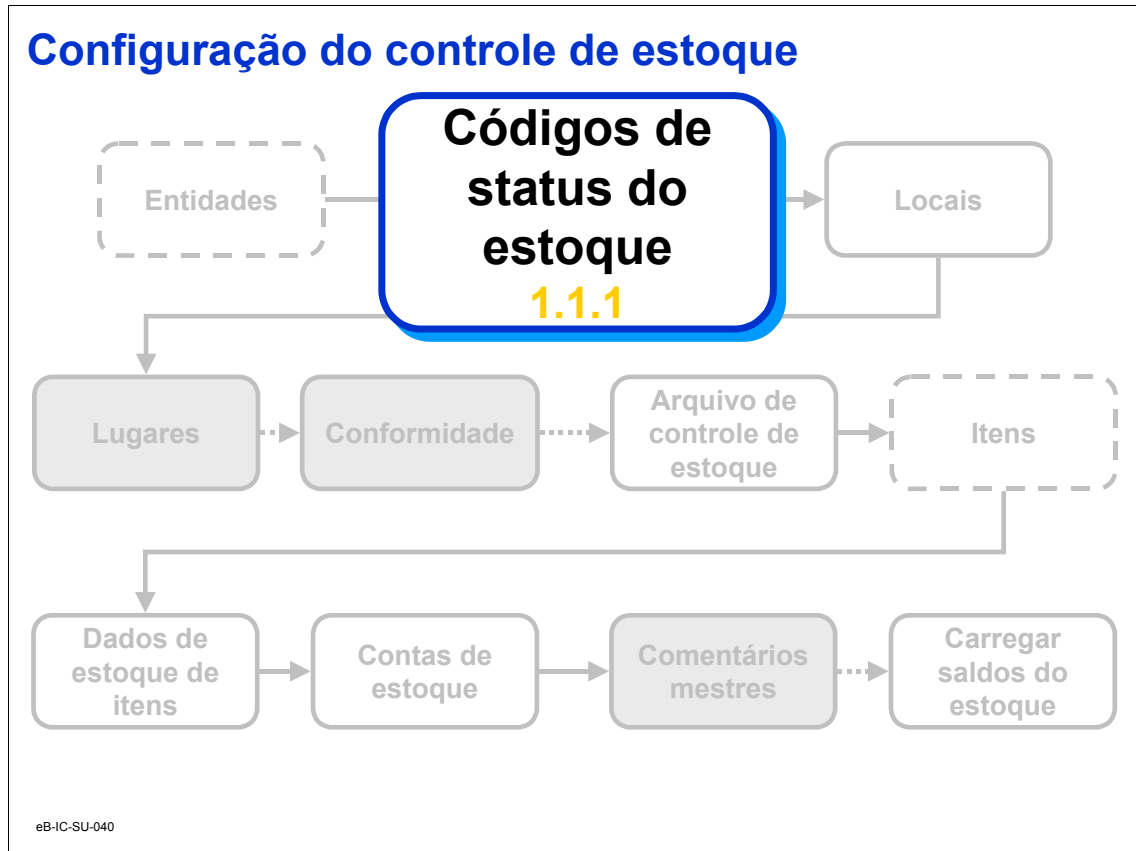 Configuração do controle de estoque
Entidades
Códigos de
status do
estoque
1.1.1
Locais
Lugares
Conformidade
Arquivo de
controle de
estoque
Itens
Dados de
estoque de
itens
Contas de
estoque
Comentários
mestres
Carregar
saldos do
estoque
eB-IC-SU-040